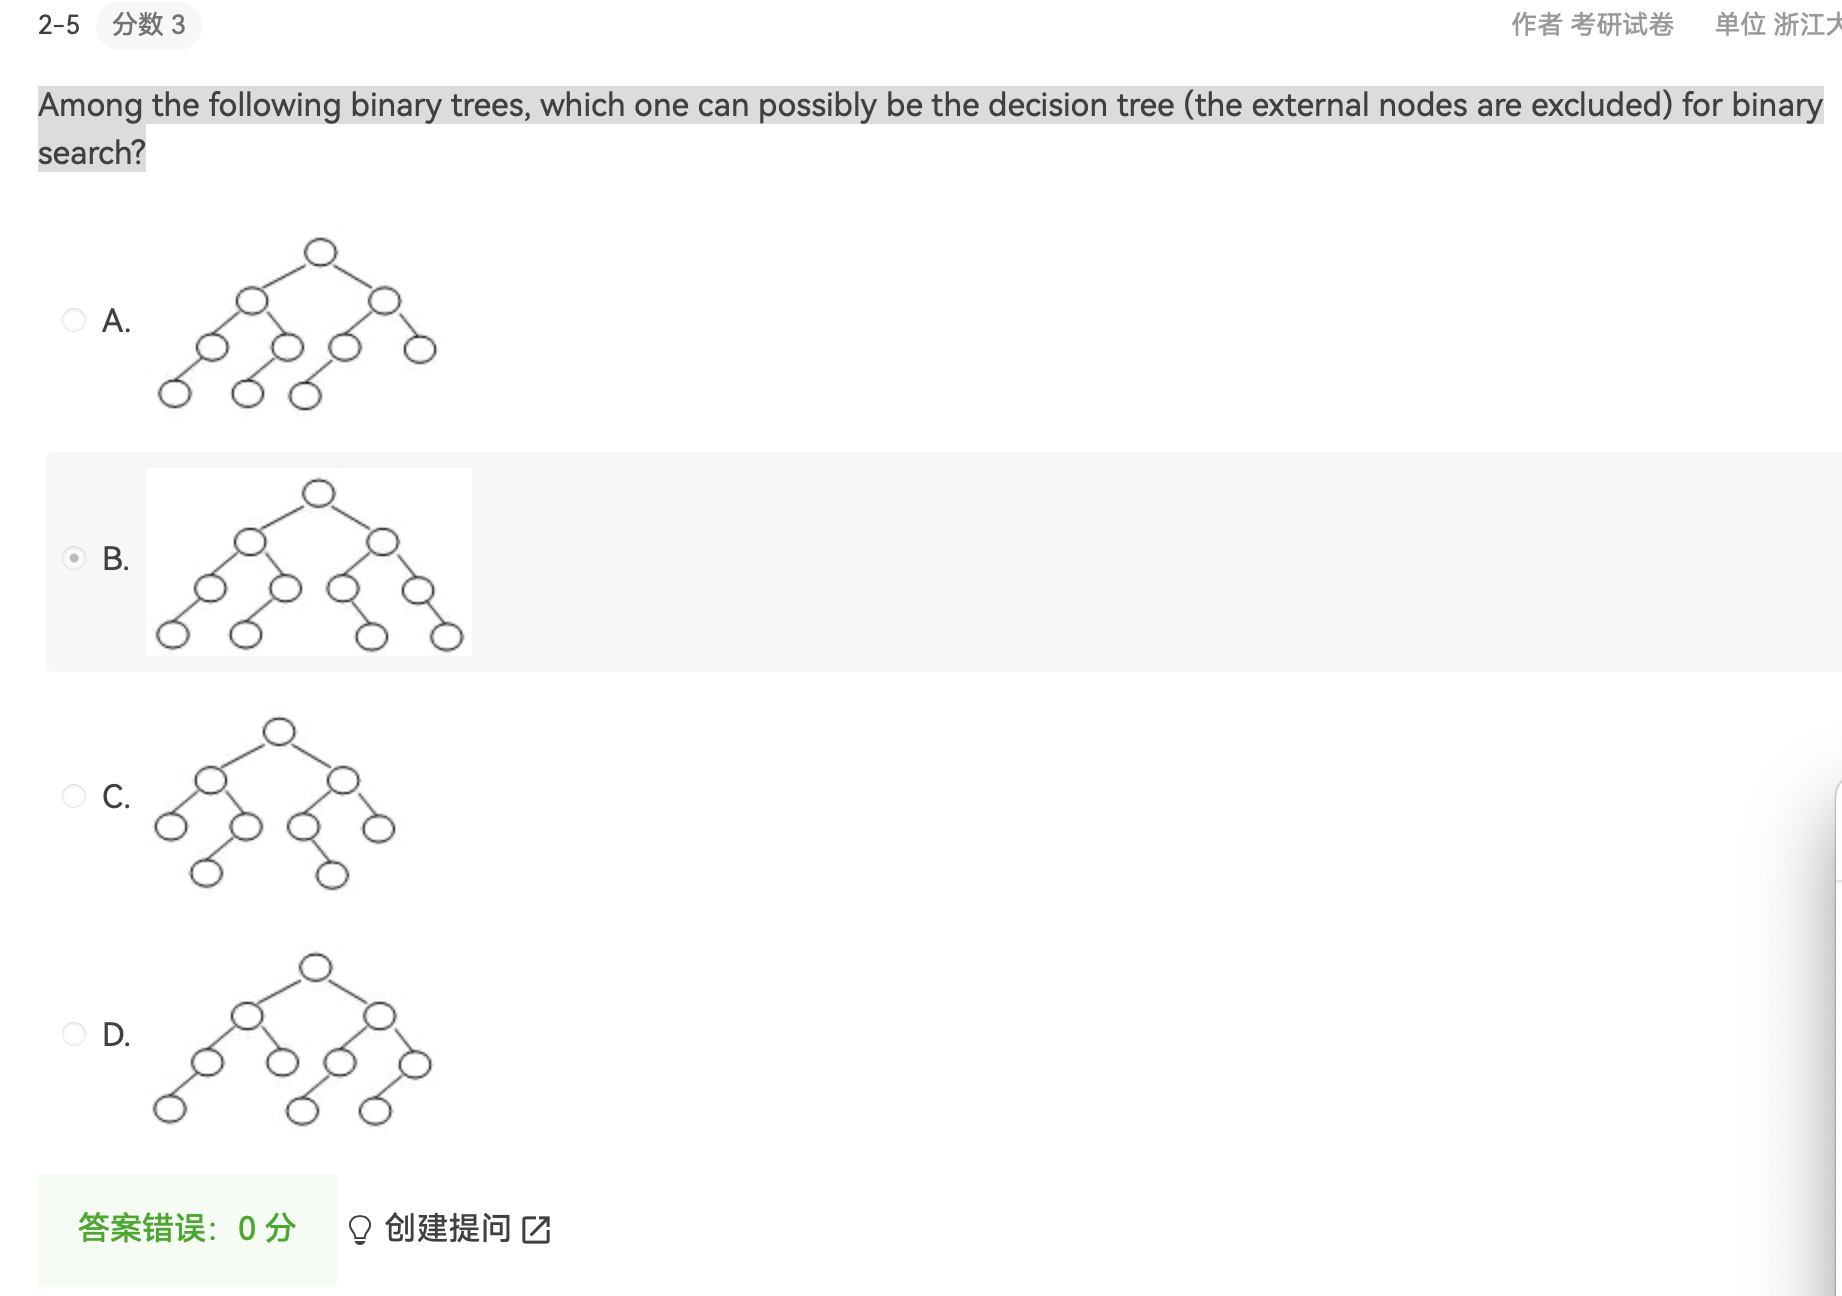 2-5 分数 3 作者 考研试卷 单位 浙江大
Among the following binary trees, which one can possibly be the decision tree (the external nodes are excluded) for binary
search?
A.
B.
C.
D.
答案错误: 0 分 创建提问